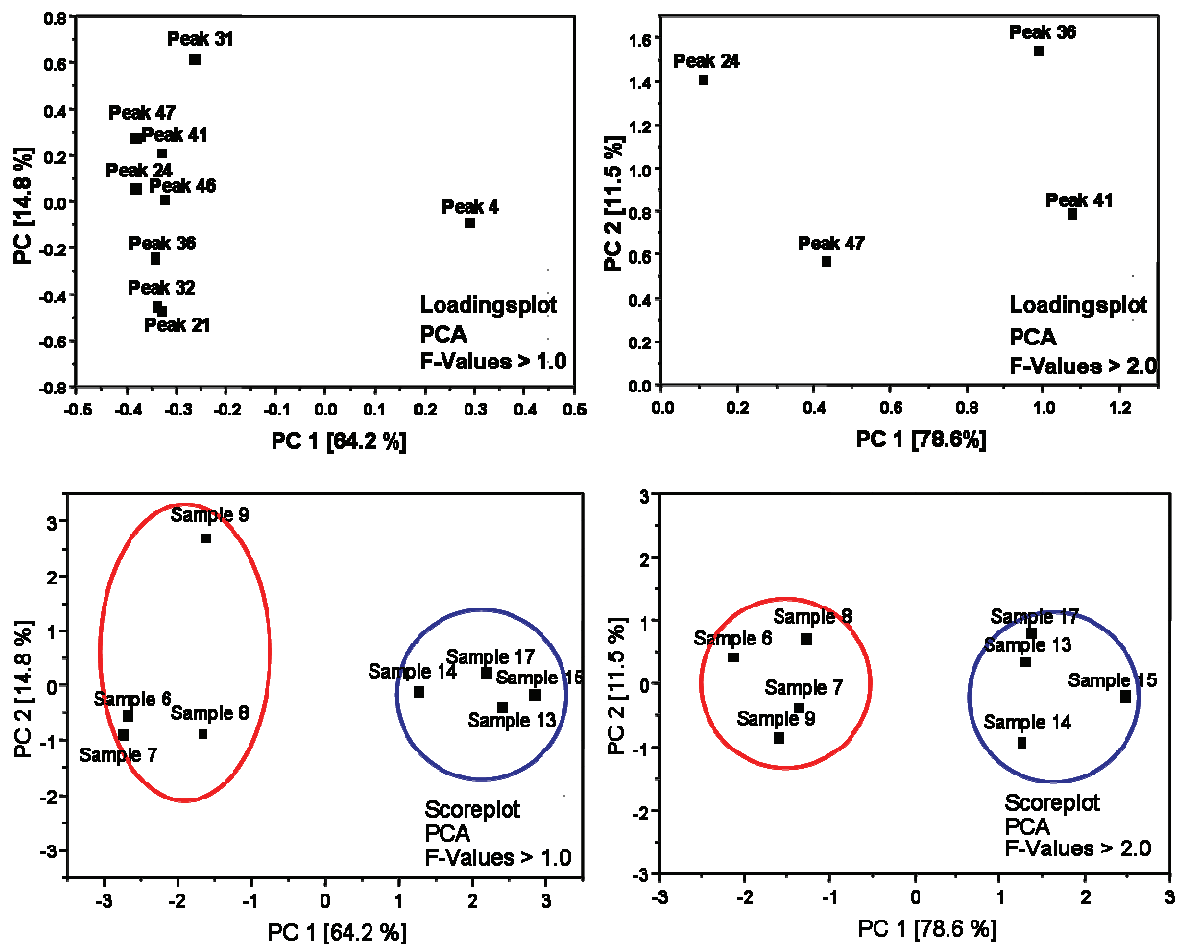 0.8
0.6
0.4
0.2
0.0
-0.2
-0.4
-0.6
-0.8
PC [14.8 %]
Peak 31
Peak 47
Peak 41
Peak 24
Peak 46
Peak 4
Peak 36
Peak 32
Peak 21
Loadingsplot
PCA
F-Values > 1.0
-0.5 -0.4 -0.3 -0.2 -0.1 0.0 0.1 0.2 0.3 0.4 0.5
PC 1 [64.2 %]
1.6
1.4
1.2
1.0
0.8
0.6
0.4
0.2
0.0
PC 2 [11.5 %]
Peak 36
Peak 24
Peak 41
Peak 47
Loadingsplot
PCA
F-Values > 2.0
0.0 0.2 0.4 0.6 0.8 1.0 1.2
PC 1 [78.6%]
3
2
1
0
-1
-2
-3
PC 2 [14.8 %]
Sample 9
Sample 17
Sample 14
Sample 15
Sample 6
Sample 8
Sample 13
Sample 7
Scoreplot
PCA
F-Values > 1.0
-3 -2 -1 0 1 2 3
PC 1 [64.2 %]
3
2
1
0
-1
-2
-3
PC 2 [11.5 %]
Sample 8
Sample 17
Sample 6
Sample 13
Sample 7
Sample 15
Sample 9
Sample 14
Scoreplot
PCA
F-Values > 2.0
-3 -2 -1 0 1 2 3
PC 1 [78.6 %]